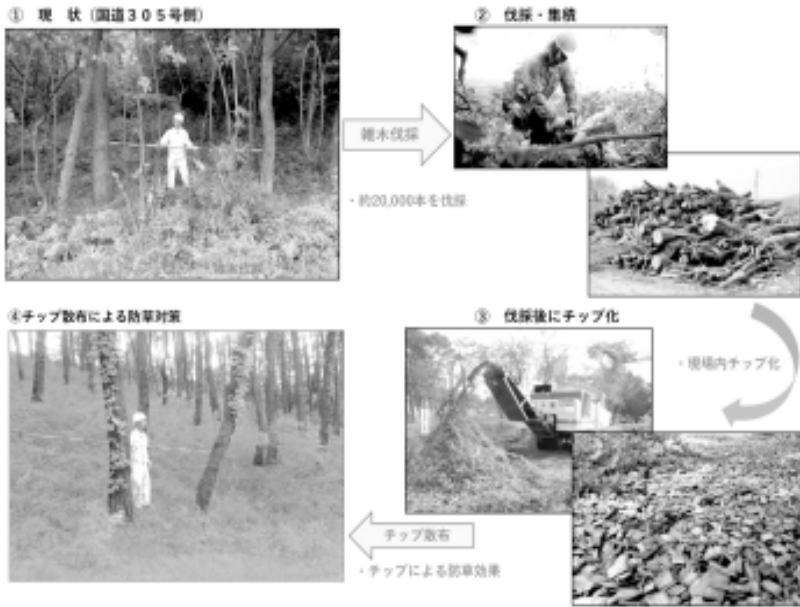 ① 現 状（国道３０５号側）
② 伐採・集積
雑木伐採
・約20,000本を伐採
③ 伐採後にチップ化
・現場内チップ化
④チップ散布による防草対策
チップ散布
・チップによる防草効果